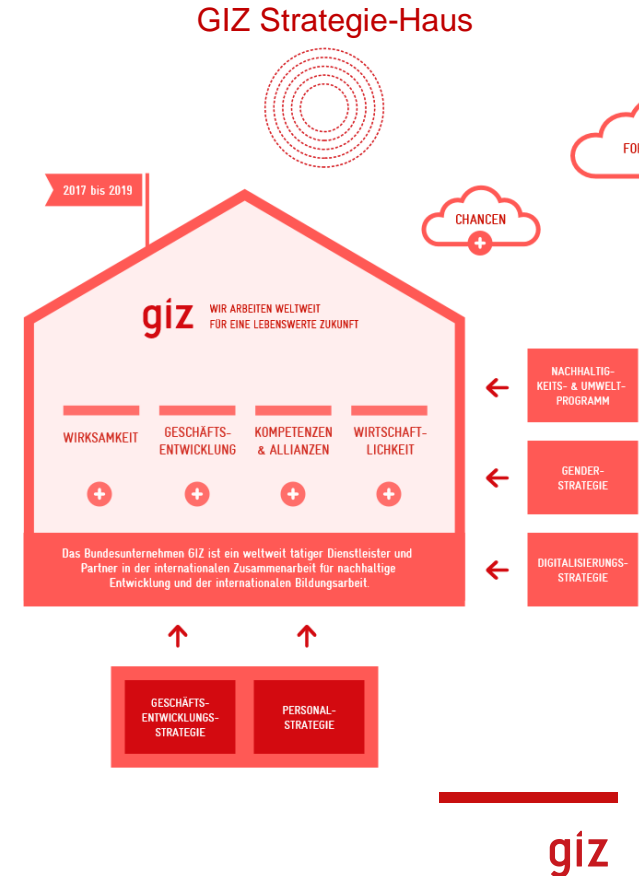 GIZ Strategie-Haus
2017 bis 2019
CHANCEN
giz
WIR ARBEITEN WELTWEIT
FÜR EINE LEBENSWERTE ZUKUNFT
WIRKSAMKEIT
GESCHÄFTS-
ENTWICKLUNG
KOMPETENZEN
& ALLIANZEN
WIRTSCHAFT-
LICHKEIT
NACHHALTIG-
KEITS- & UMWELT-
PROGRAMM
GENDER-
STRATEGIE
DIGITALISIERUNGS-
STRATEGIE
Das Bundesunternehmen GIZ ist ein weltweit tätiger Dienstleister und
Partner in der internationalen Zusammenarbeit für nachhaltige
Entwicklung und der internationalen Bildungsarbeit.
GESCHÄFTS-
ENTWICKLUNGS-
STRATEGIE
PERSONAL-
STRATEGIE
giz